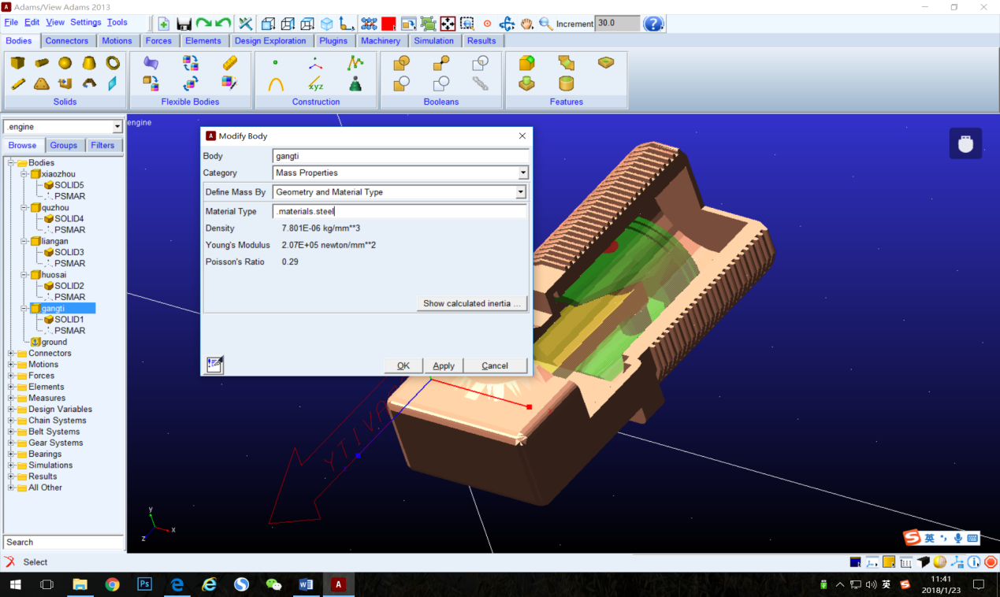 Adams/View Adams 2013
File Edit View Settings Tools
Increment 30.0
Bodies Connectors Motions Forces Elements Design Exploration Plugins Machinery Simulation Results
xyz
Solids Flexible Bodies Construction Booleans Features
.engine
engine
Browse Groups Filters
Bodies
xiaozhou
SOLID5
PSMAR
quzhou
SOLID4
PSMAR
liangan
SOLID3
PSMAR
huosai
SOLID2
PSMAR
gangti
SOLID1
PSMAR
ground
Connectors
Motions
Forces
Elements
Measures
Design Variables
Chain Systems
Belt Systems
Gear Systems
Bearings
Simulations
Results
All Other
Search
Modify Body
Body gangti
Category Mass Properties
Define Mass By Geometry and Material Type
Material Type .materials.steel
Density 7.801E-06 kg/mm**3
Young's Modulus 2.07E+05 newton/mm**2
Poisson's Ratio 0.29
Show calculated inertia ...
OK Apply Cancel
y
x
z
英
Select
Ps
英
11:41
2018/1/23